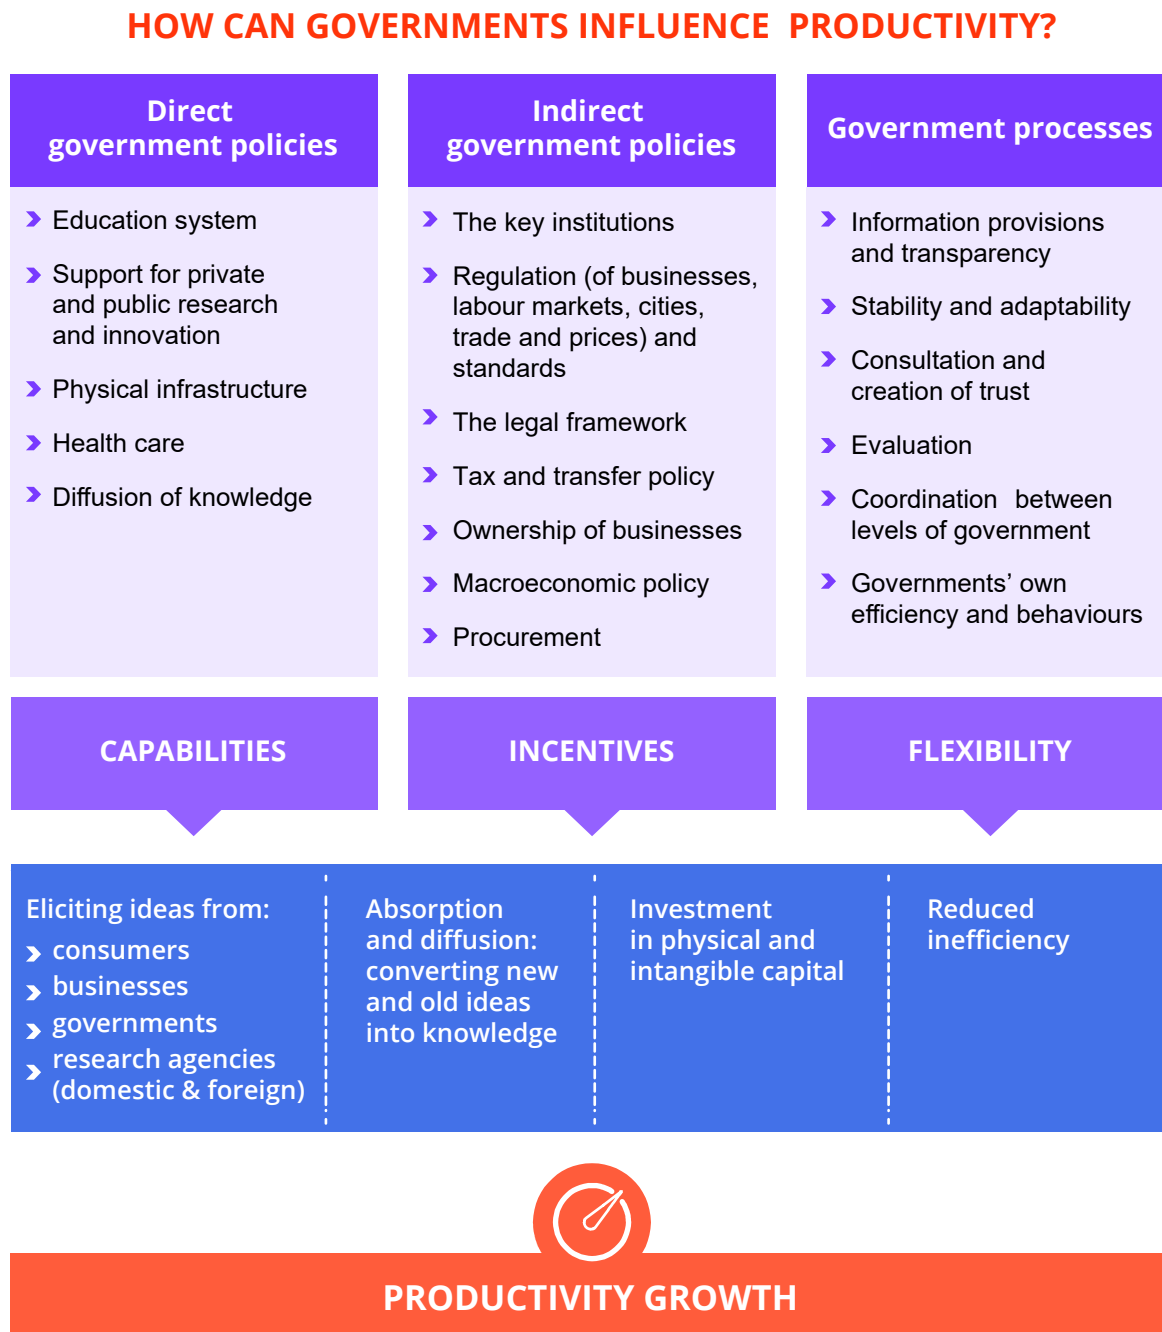 HOW CAN GOVERNMENTS INFLUENCE PRODUCTIVITY?
Direct
government policies
Education system
Support for private
and public research
and innovation
Physical infrastructure
Health care
Diffusion of knowledge
Indirect
government policies
The key institutions
Regulation (of businesses,
labour markets, cities,
trade and prices) and
standards
The legal framework
Tax and transfer policy
Ownership of businesses
Macroeconomic policy
Procurement
Government processes
Information provisions
and transparency
Stability and adaptability
Consultation and
creation of trust
Evaluation
Coordination between
levels of government
Governments’ own
efficiency and behaviours
CAPABILITIES
INCENTIVES
FLEXIBILITY
Eliciting ideas from:
consumers
businesses
governments
research agencies
(domestic & foreign)
Absorption
and diffusion:
converting new
and old ideas
into knowledge
Investment
in physical and
intangible capital
Reduced
inefficiency
PRODUCTIVITY GROWTH